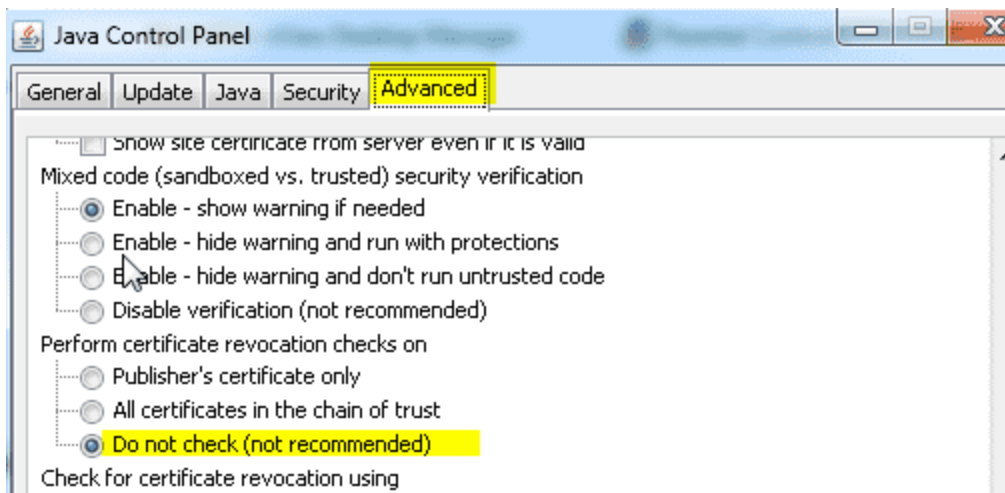 Java Control Panel
General Update Java Security Advanced
Show site certificate from server even if it is valid
Mixed code (sandboxed vs. trusted) security verification
Enable - show warning if needed
Enable - hide warning and run with protections
Enable - hide warning and don't run untrusted code
Disable verification (not recommended)
Perform certificate revocation checks on
Publisher's certificate only
All certificates in the chain of trust
Do not check (not recommended)
Check for certificate revocation using